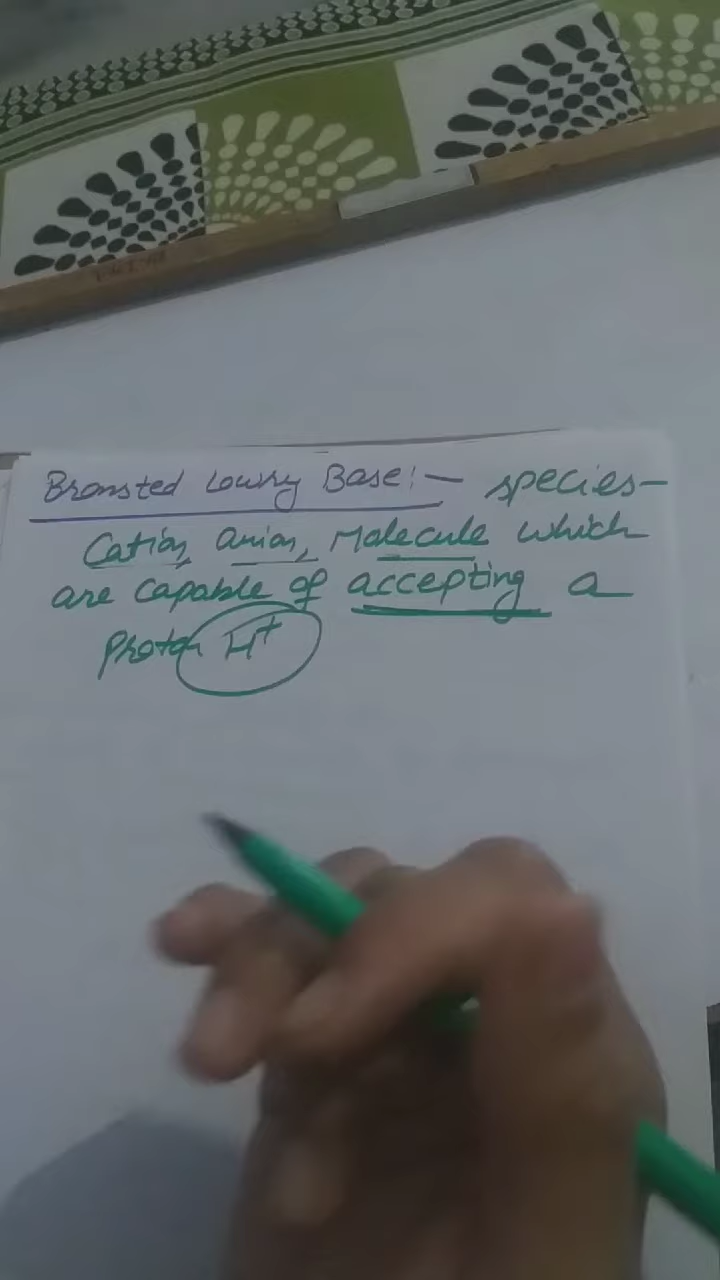 Bronsted Lowry Base:- species-
Cation, anion, Molecule which
are capable of accepting a
Proton H+